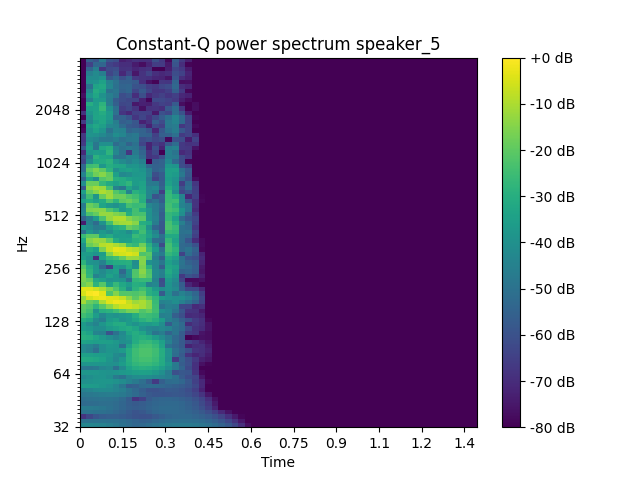 Constant-Q power spectrum speaker_5
Hz
2048
1024
512
256
128
64
32
0 0.15 0.3 0.45 0.6 0.75 0.9 1.1 1.2 1.4
Time
+0 dB
-10 dB
-20 dB
-30 dB
-40 dB
-50 dB
-60 dB
-70 dB
-80 dB